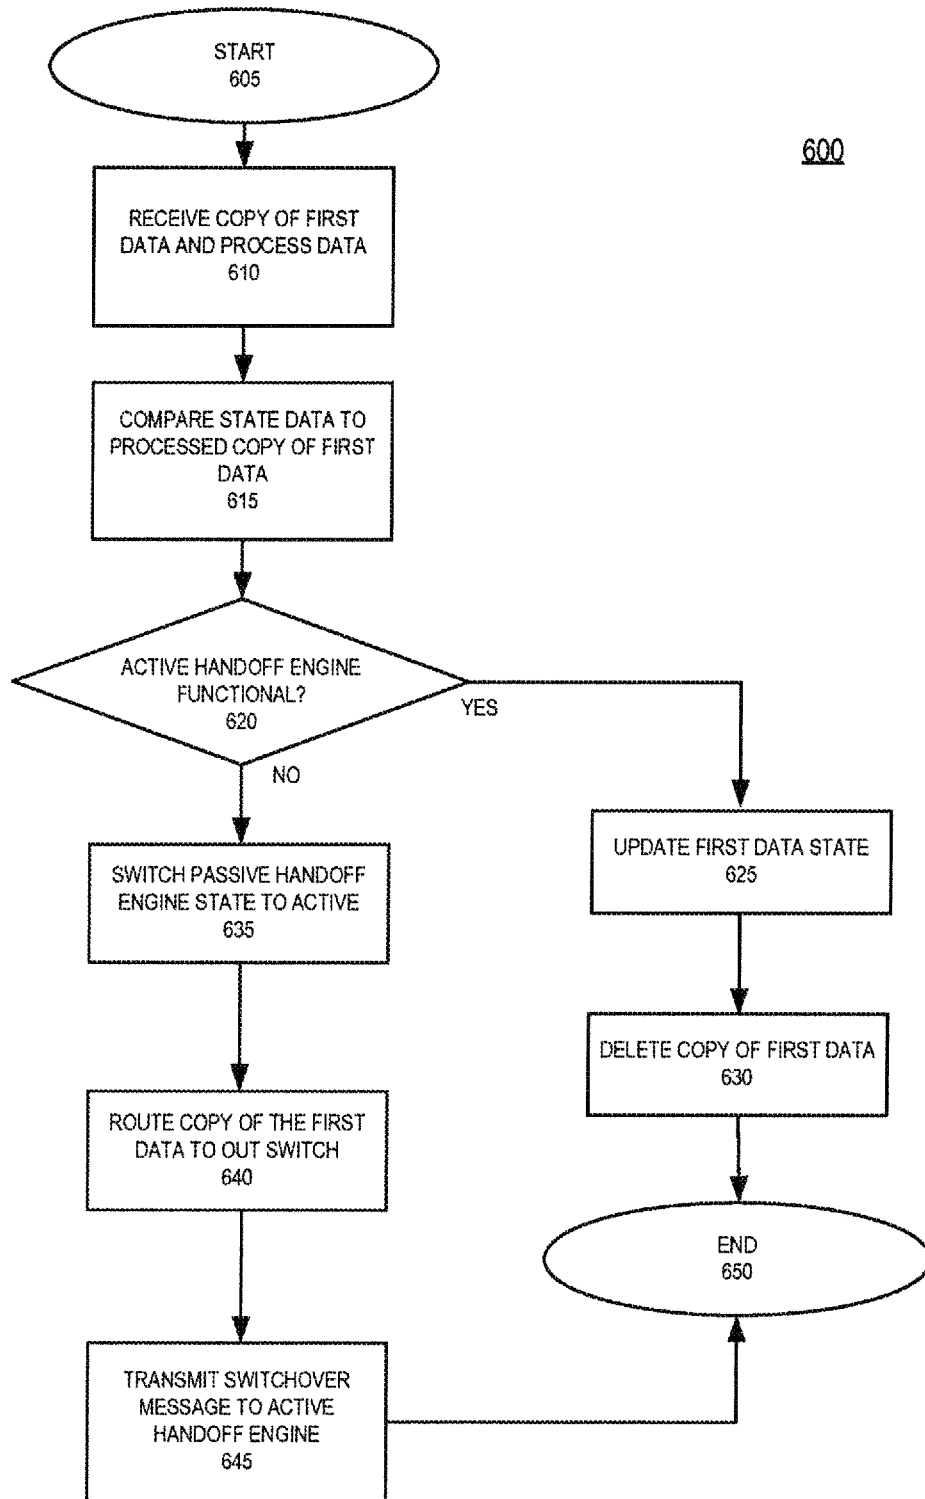 START
605
600
RECEIVE COPY OF FIRST
DATA AND PROCESS DATA
610
COMPARE STATE DATA TO
PROCESSED COPY OF FIRST
DATA
615
ACTIVE HANDOFF ENGINE
FUNCTIONAL?
620
YES
NO
SWITCH PASSIVE HANDOFF
ENGINE STATE TO ACTIVE
635
UPDATE FIRST DATA STATE
625
DELETE COPY OF FIRST DATA
630
ROUTE COPY OF THE FIRST
DATA TO OUT SWITCH
640
END
650
TRANSMIT SWITCHOVER
MESSAGE TO ACTIVE
HANDOFF ENGINE
645